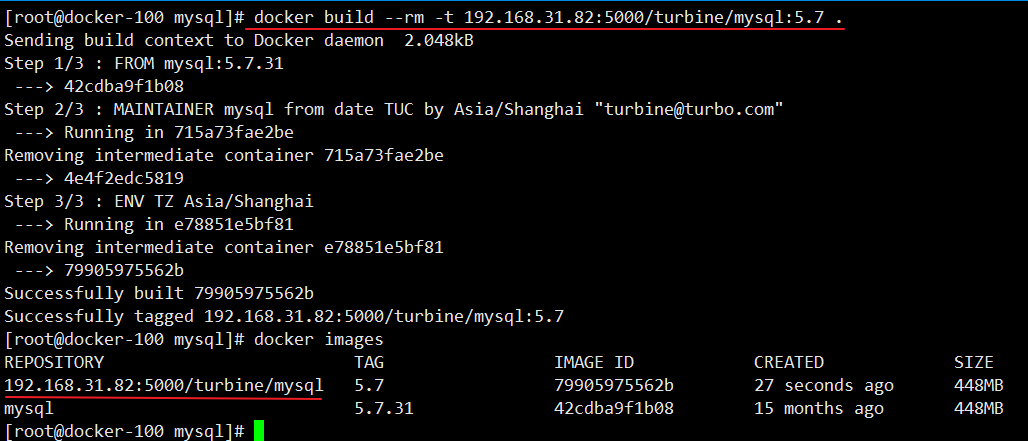 [root@docker-100 mysql]# docker build --rm -t 192.168.31.82:5000/turbine/mysql:5.7 .
Sending build context to Docker daemon  2.048kB
Step 1/3 : FROM mysql:5.7.31
 ---> 42cdba9f1b08
Step 2/3 : MAINTAINER mysql from date TUC by Asia/Shanghai "turbine@turbo.com"
 ---> Running in 715a73fae2be
Removing intermediate container 715a73fae2be
 ---> 4e4f2edc5819
Step 3/3 : ENV TZ Asia/Shanghai
 ---> Running in e78851e5bf81
Removing intermediate container e78851e5bf81
 ---> 79905975562b
Successfully built 79905975562b
Successfully tagged 192.168.31.82:5000/turbine/mysql:5.7
[root@docker-100 mysql]# docker images
REPOSITORY                         TAG                 IMAGE ID            CREATED             SIZE
192.168.31.82:5000/turbine/mysql   5.7                 79905975562b        27 seconds ago      448MB
mysql                              5.7.31              42cdba9f1b08        15 months ago       448MB
[root@docker-100 mysql]#